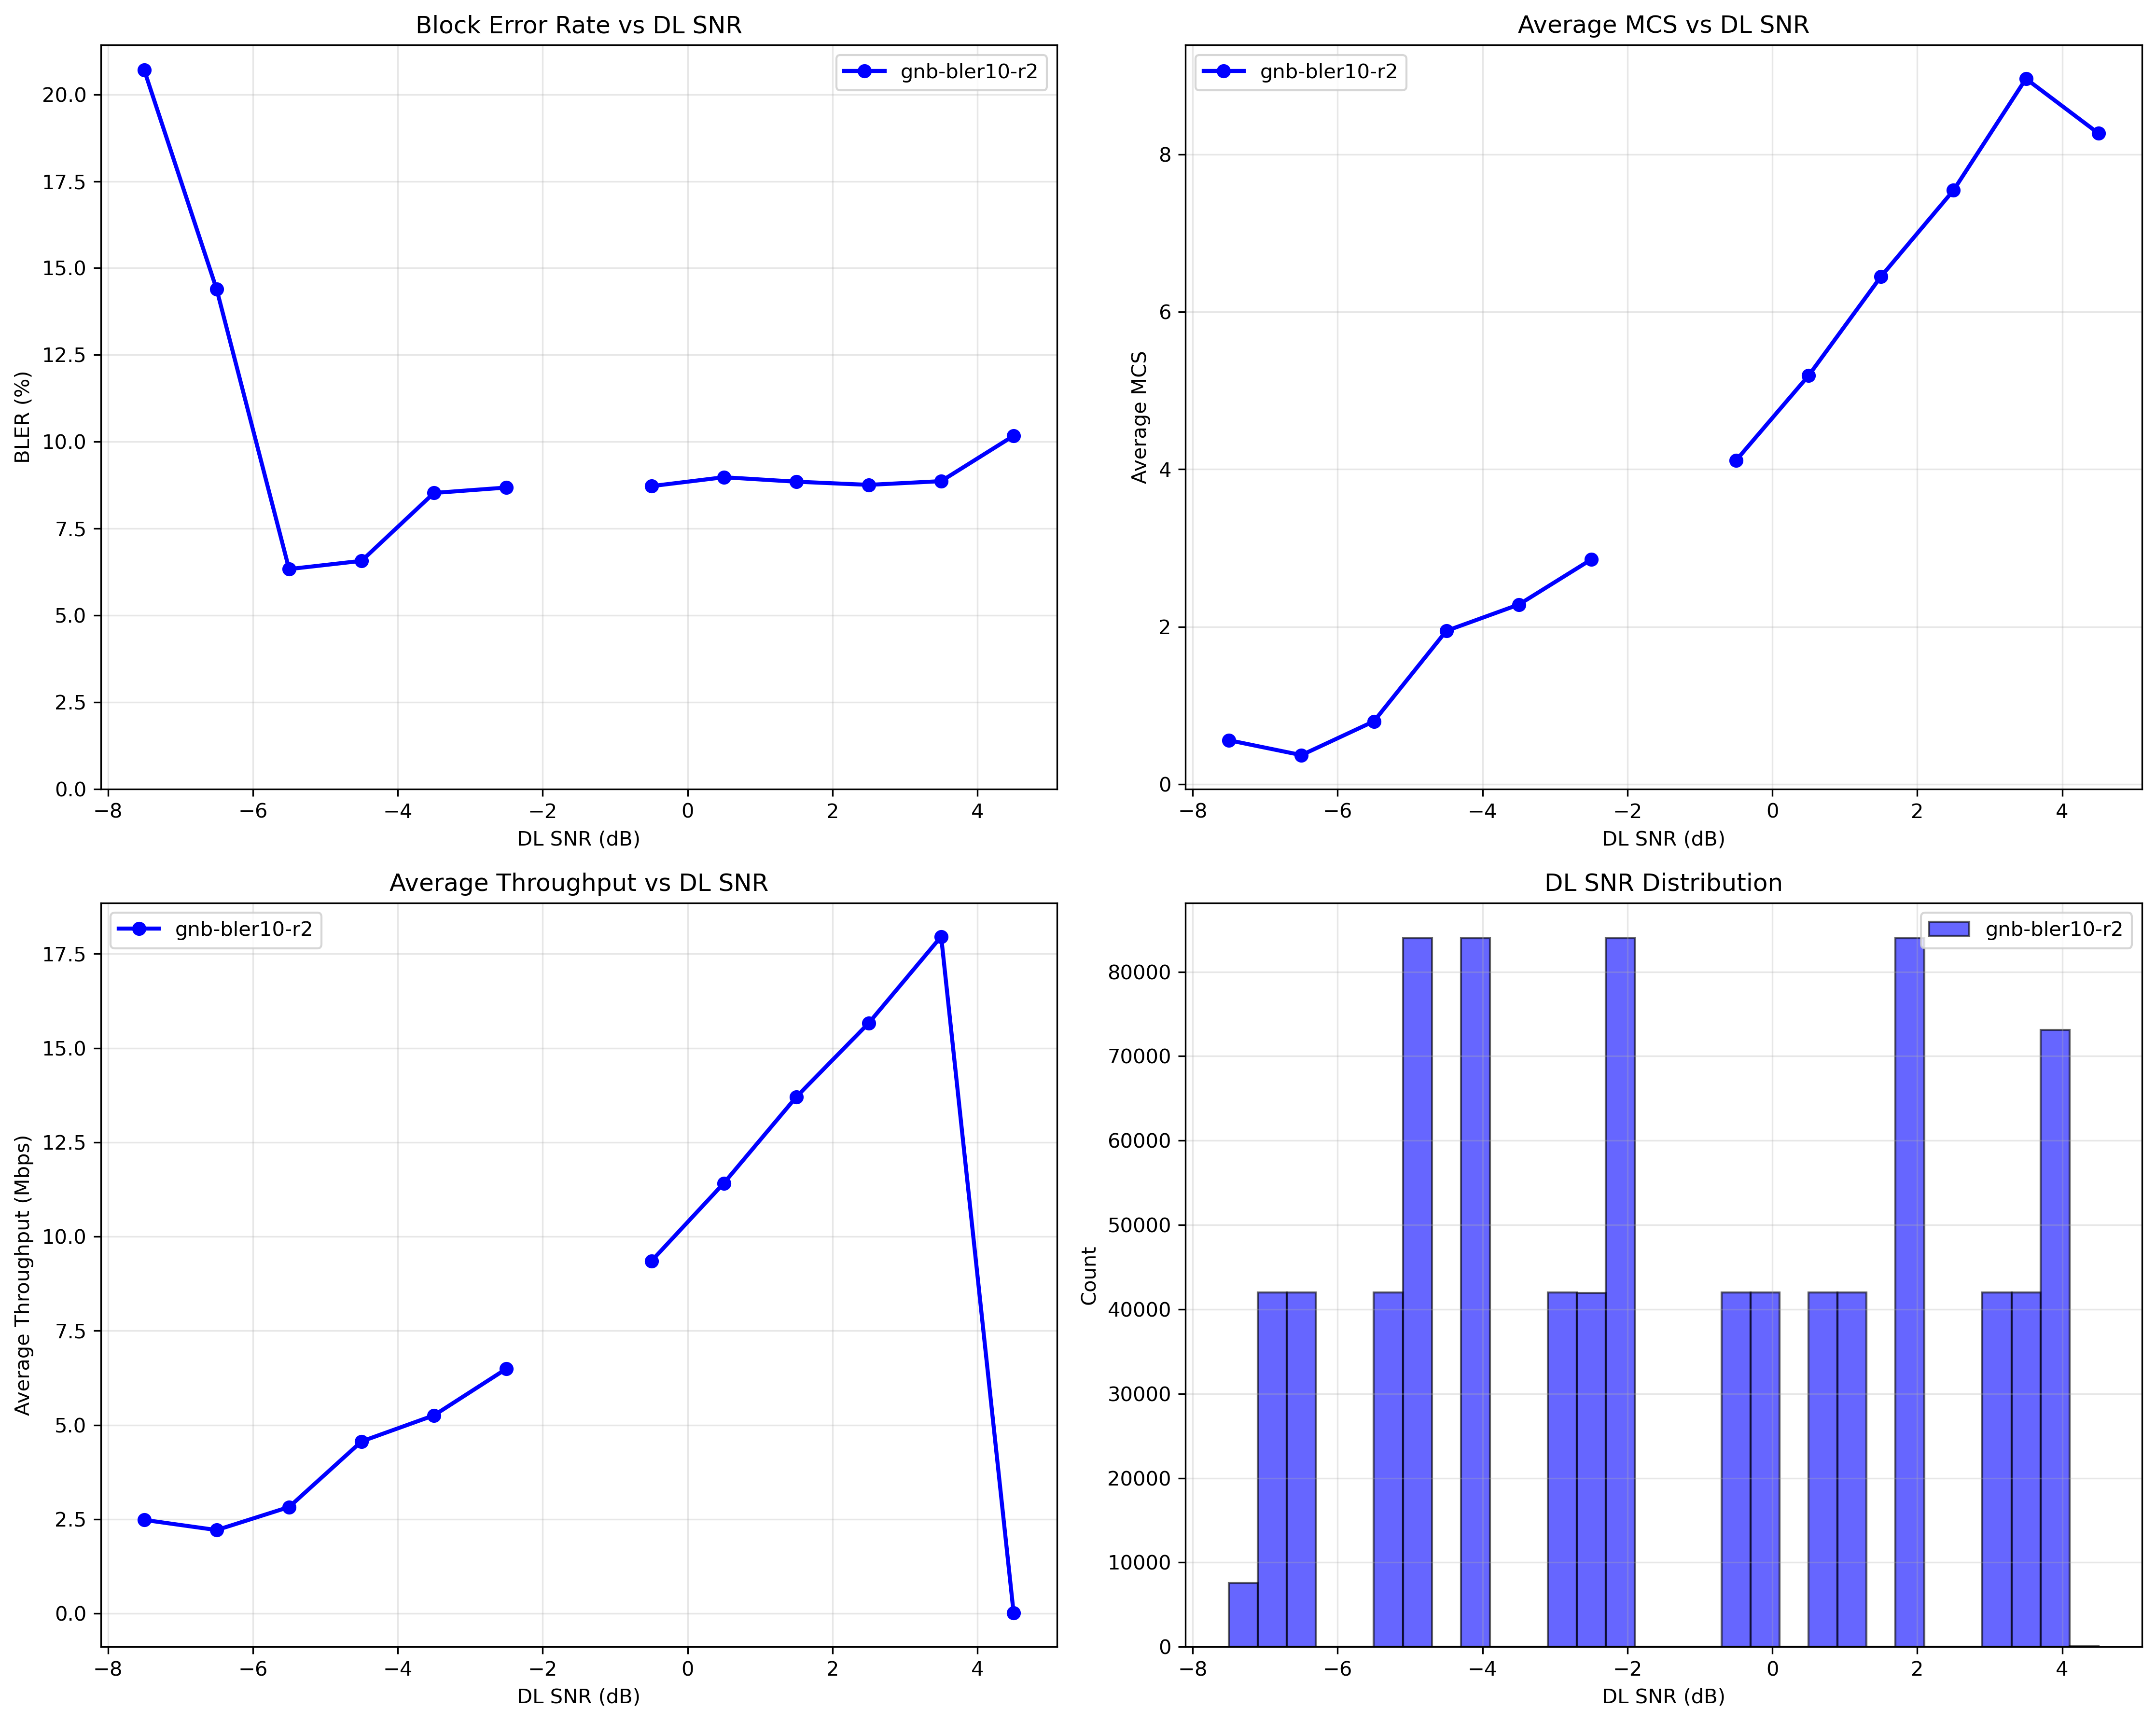 Block Error Rate vs DL SNR
gnb-bler10-r2
BLER (%)
20.0
17.5
15.0
12.5
10.0
7.5
5.0
2.5
0.0
−8 −6 −4 −2 0 2 4
DL SNR (dB)
Average MCS vs DL SNR
gnb-bler10-r2
Average MCS
8
6
4
2
0
−8 −6 −4 −2 0 2 4
DL SNR (dB)
Average Throughput vs DL SNR
gnb-bler10-r2
Average Throughput (Mbps)
17.5
15.0
12.5
10.0
7.5
5.0
2.5
0.0
−8 −6 −4 −2 0 2 4
DL SNR (dB)
DL SNR Distribution
gnb-bler10-r2
Count
80000
70000
60000
50000
40000
30000
20000
10000
0
−8 −6 −4 −2 0 2 4
DL SNR (dB)